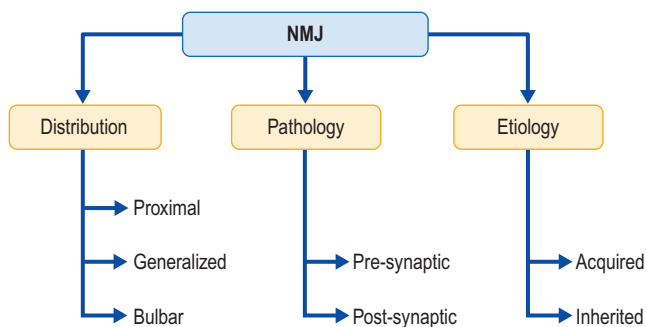 NMJ
Distribution
Pathology
Etiology
Proximal
Generalized
Bulbar
Pre-synaptic
Post-synaptic
Acquired
Inherited